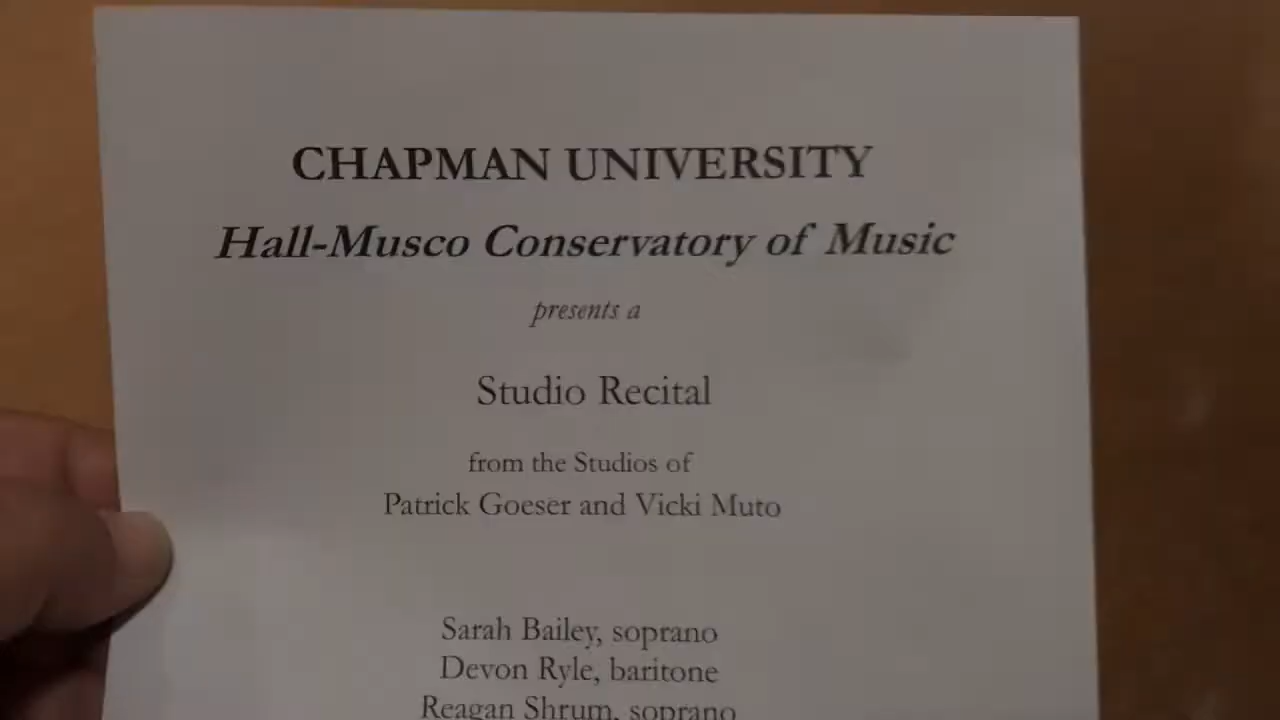 CHAPMAN UNIVERSITY
Hall-Musco Conservatory of Music
presents a
Studio Recital
from the Studios of
Patrick Goeser and Vicki Muto
Sarah Bailey, soprano
Devon Ryle, baritone
Reagan Shrum, soprano